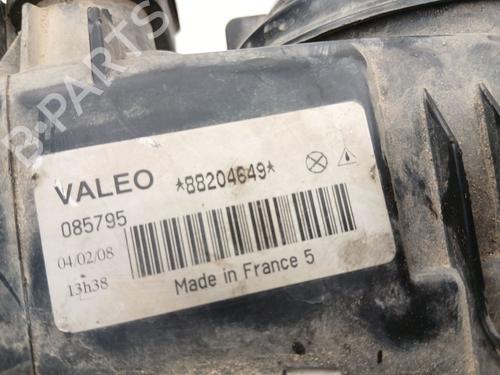 B-PARTS
VALEO *88204649*
085795
04/02/08
13h38
Made in France 5